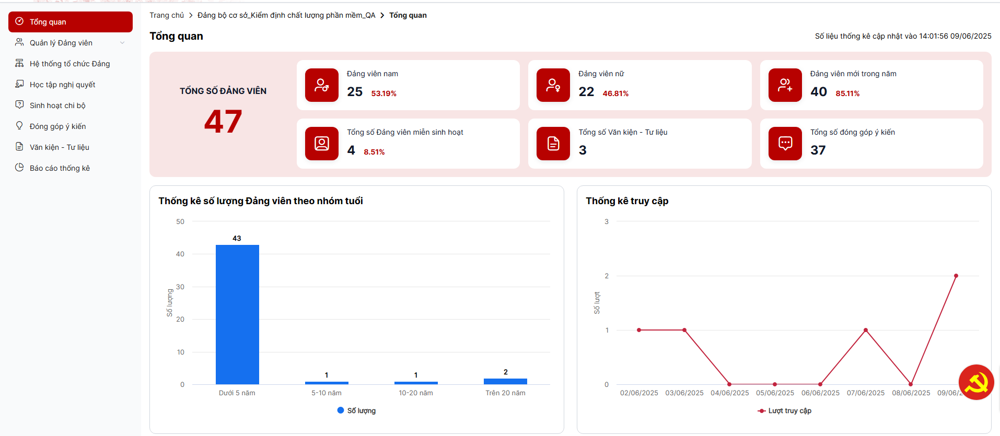 Tổng quan
Quản lý Đảng viên
Hệ thống tổ chức Đảng
Học tập nghị quyết
Sinh hoạt chi bộ
Đóng góp ý kiến
Văn kiện - Tư liệu
Báo cáo thống kê
Trang chủ > Đảng bộ cơ sở_Kiểm định chất lượng phần mềm_QA > Tổng quan
Tổng quan
Số liệu thống kê cập nhật vào 14:01:56 09/06/2025
TỔNG SỐ ĐẢNG VIÊN
47
Đảng viên nam
25 53.19%
Đảng viên nữ
22 46.81%
Đảng viên mới trong năm
40 85.11%
Tổng số Đảng viên miễn sinh hoạt
4 8.51%
Tổng số Văn kiện - Tư liệu
3
Tổng số đóng góp ý kiến
37
Thống kê số lượng Đảng viên theo nhóm tuổi
50
40
30
20
10
0
Số lượng
43
1
1
2
Dưới 5 năm
5-10 năm
10-20 năm
Trên 20 năm
Số lượng
Thống kê truy cập
3
2
1
0
Số lượt
02/06/2025
03/06/2025
04/06/2025
05/06/2025
06/06/2025
07/06/2025
08/06/2025
09/06/2
Lượt truy cập